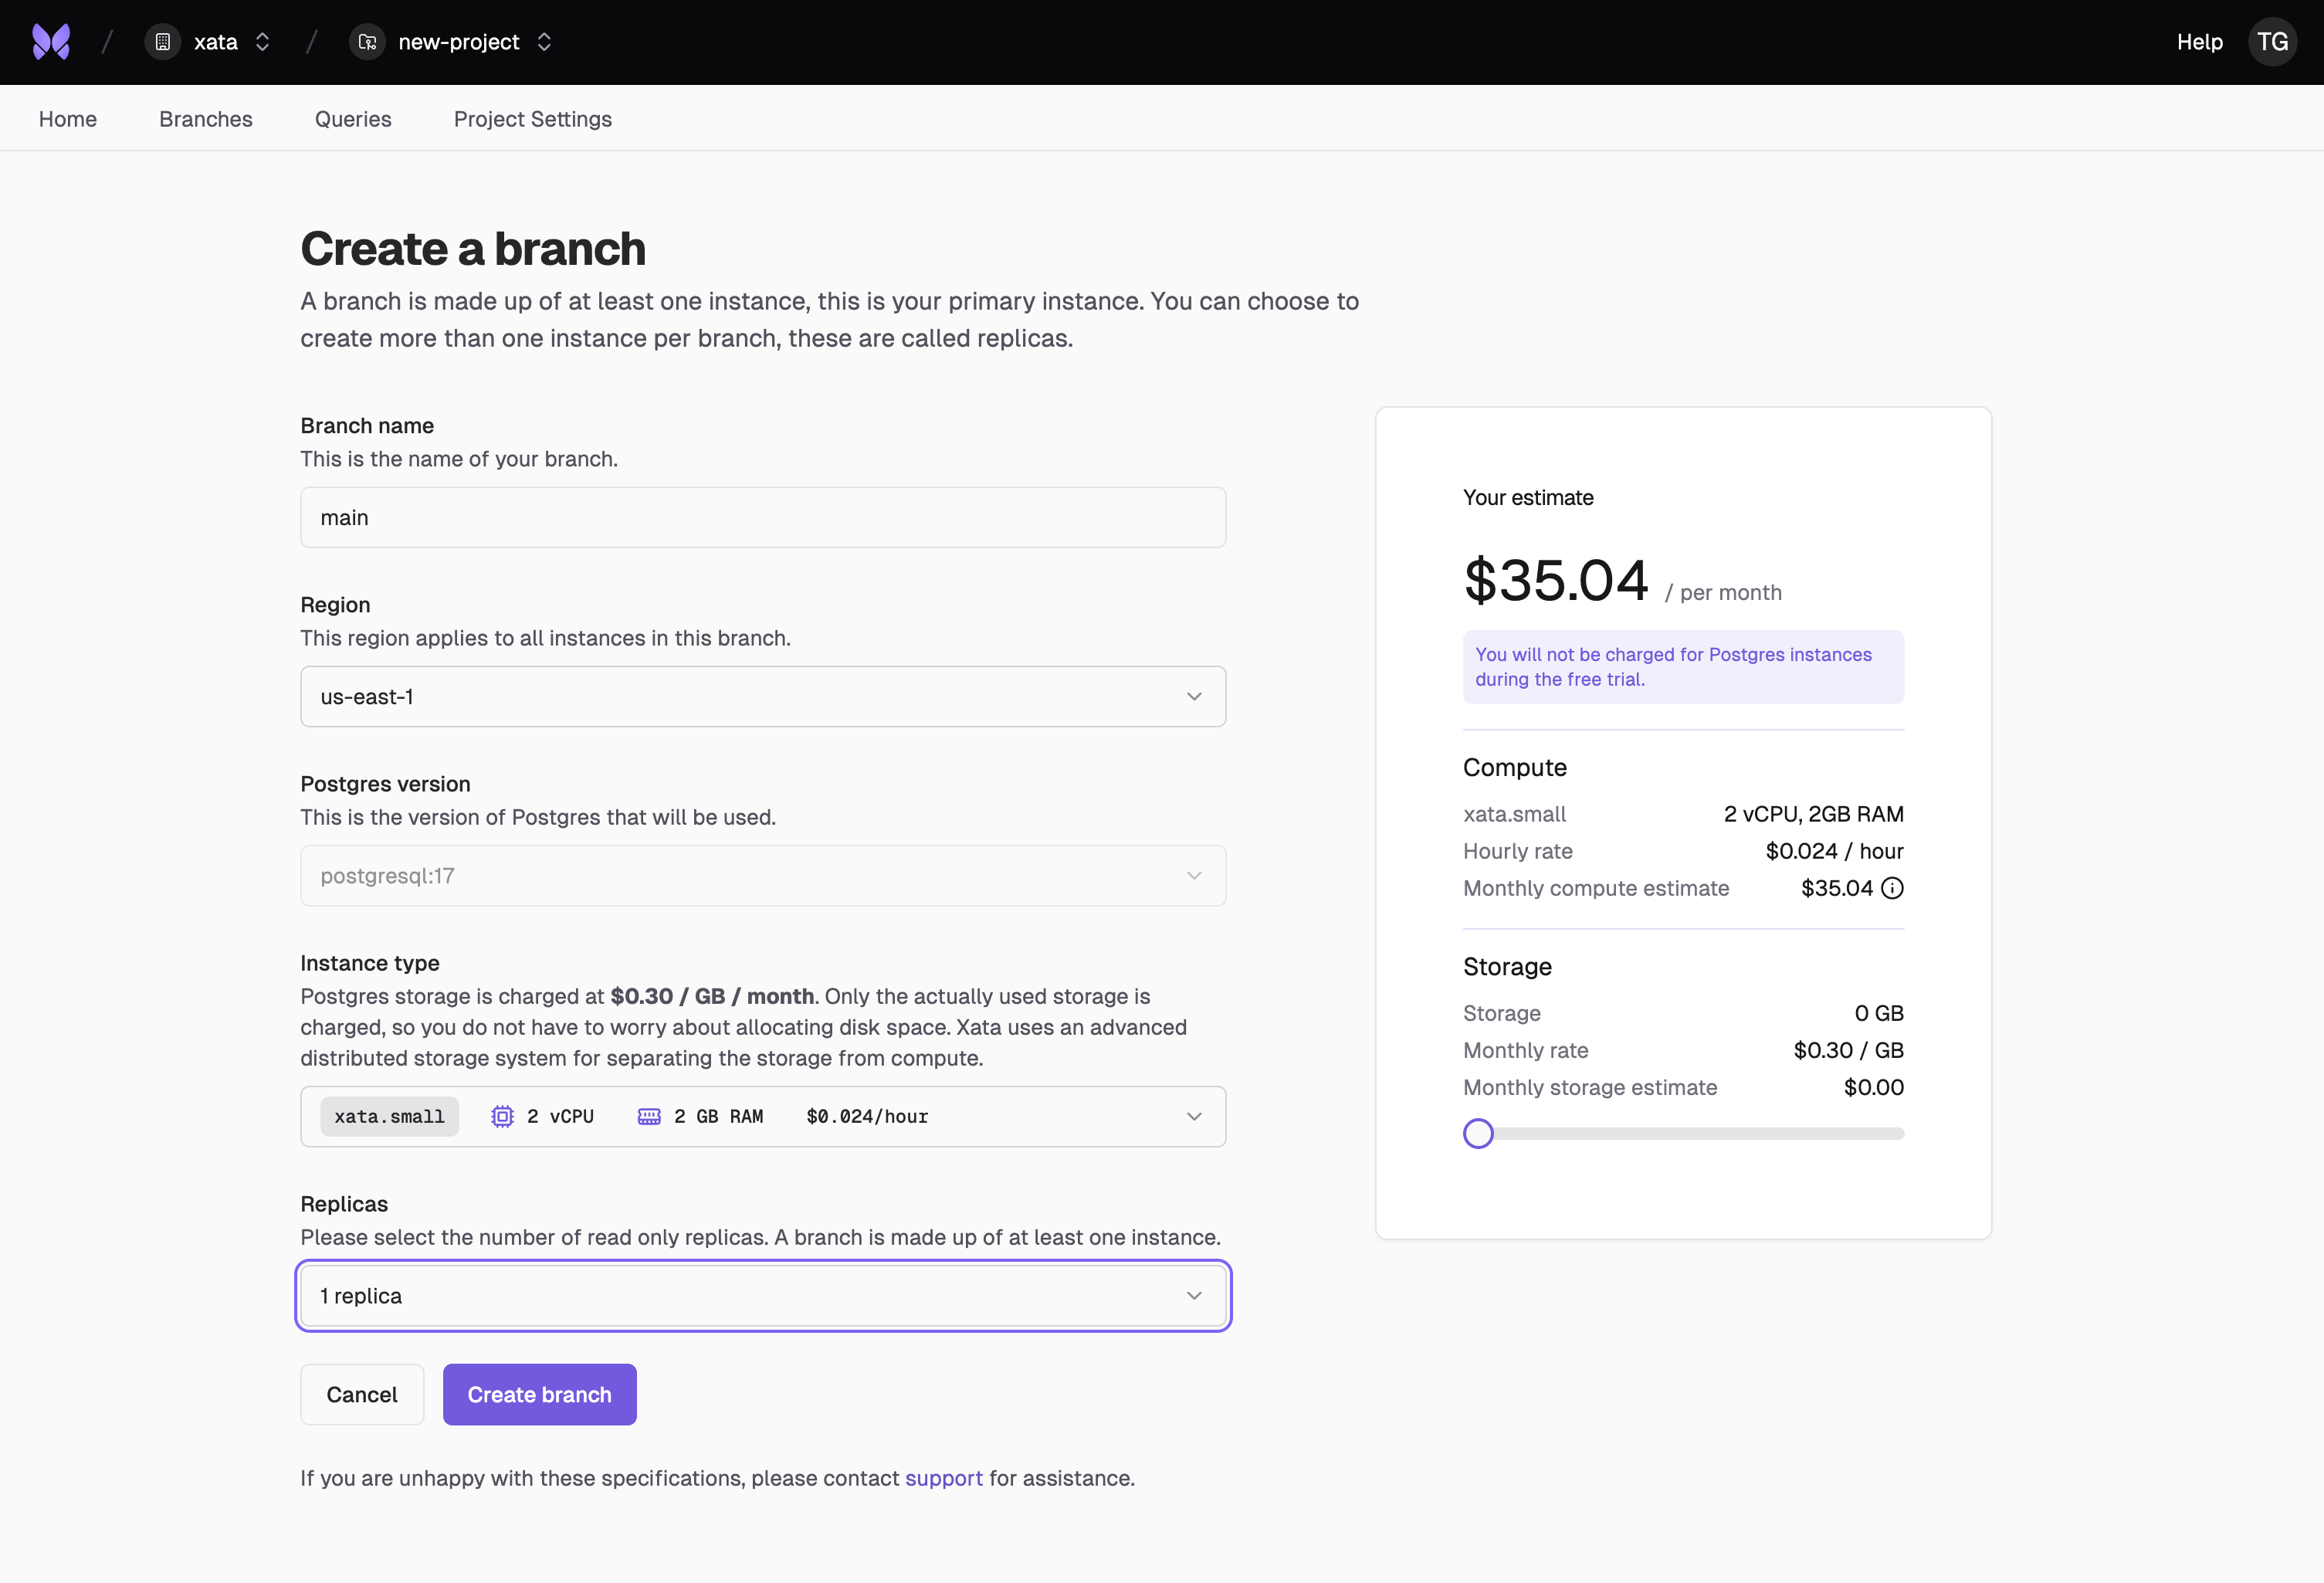 xata
new-project
Help
TG
Home
Branches
Queries
Project Settings
Create a branch
A branch is made up of at least one instance, this is your primary instance. You can choose to
create more than one instance per branch, these are called replicas.
Branch name
This is the name of your branch.
main
Region
This region applies to all instances in this branch.
us-east-1
Postgres version
This is the version of Postgres that will be used.
postgresql:17
Instance type
Postgres storage is charged at $0.30 / GB / month. Only the actually used storage is
charged, so you do not have to worry about allocating disk space. Xata uses an advanced
distributed storage system for separating the storage from compute.
xata.small 2 vCPU 2 GB RAM $0.024/hour
Replicas
Please select the number of read only replicas. A branch is made up of at least one instance.
1 replica
Cancel
Create branch
If you are unhappy with these specifications, please contact support for assistance.
Your estimate
$35.04 / per month
You will not be charged for Postgres instances
during the free trial.
Compute
xata.small 2 vCPU, 2GB RAM
Hourly rate $0.024 / hour
Monthly compute estimate $35.04
Storage
Storage 0 GB
Monthly rate $0.30 / GB
Monthly storage estimate $0.00